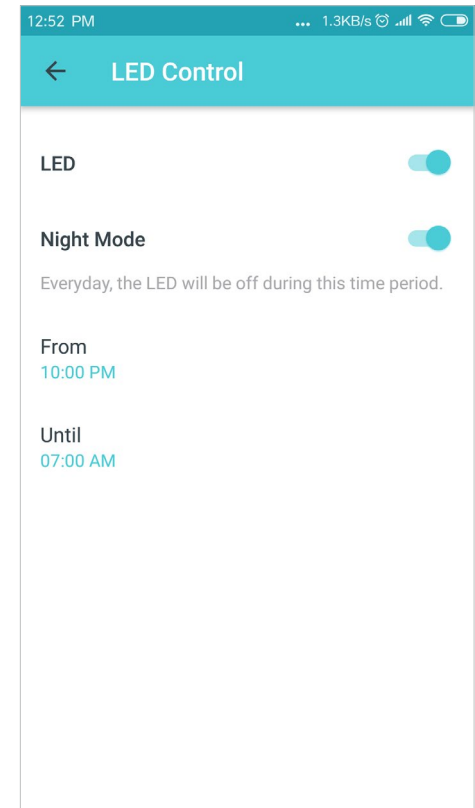 12:52 PM ... 1.3KB/s
LED Control
LED
Night Mode
Everyday, the LED will be off during this time period.
From
10:00 PM
Until
07:00 AM